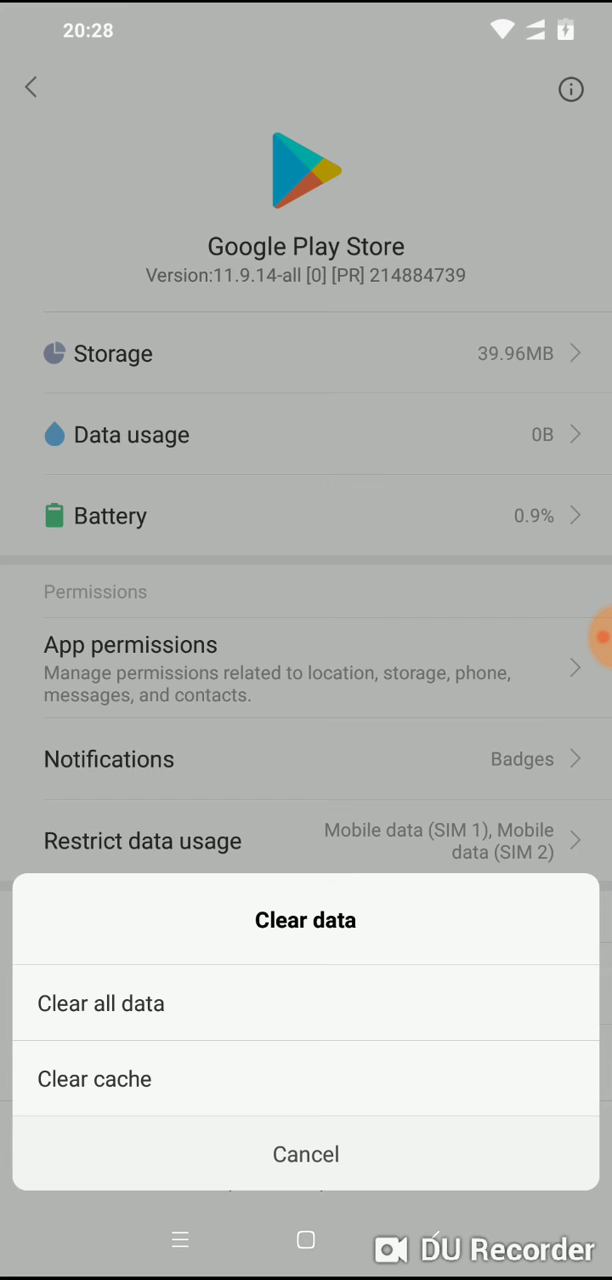 20:28
Google Play Store
Version:11.9.14-all [0] [PR] 214884739
Storage 39.96MB
Data usage 0B
Battery 0.9%
Permissions
App permissions
Manage permissions related to location, storage, phone,
messages, and contacts.
Notifications Badges
Restrict data usage Mobile data (SIM 1), Mobile
data (SIM 2)
Clear data
Clear all data
Clear cache
Cancel
DU Recorder